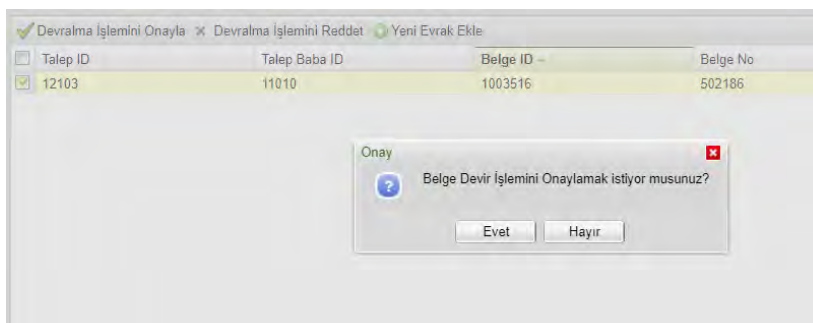 Devralma İşlemini Onayla Devralma İşlemini Reddet Yeni Evrak Ekle
Talep ID Talep Baba ID Belge ID Belge No
12103 11010 1003516 502186
Onay
Belge Devir İşlemini Onaylamak istiyor musunuz?
Evet Hayır